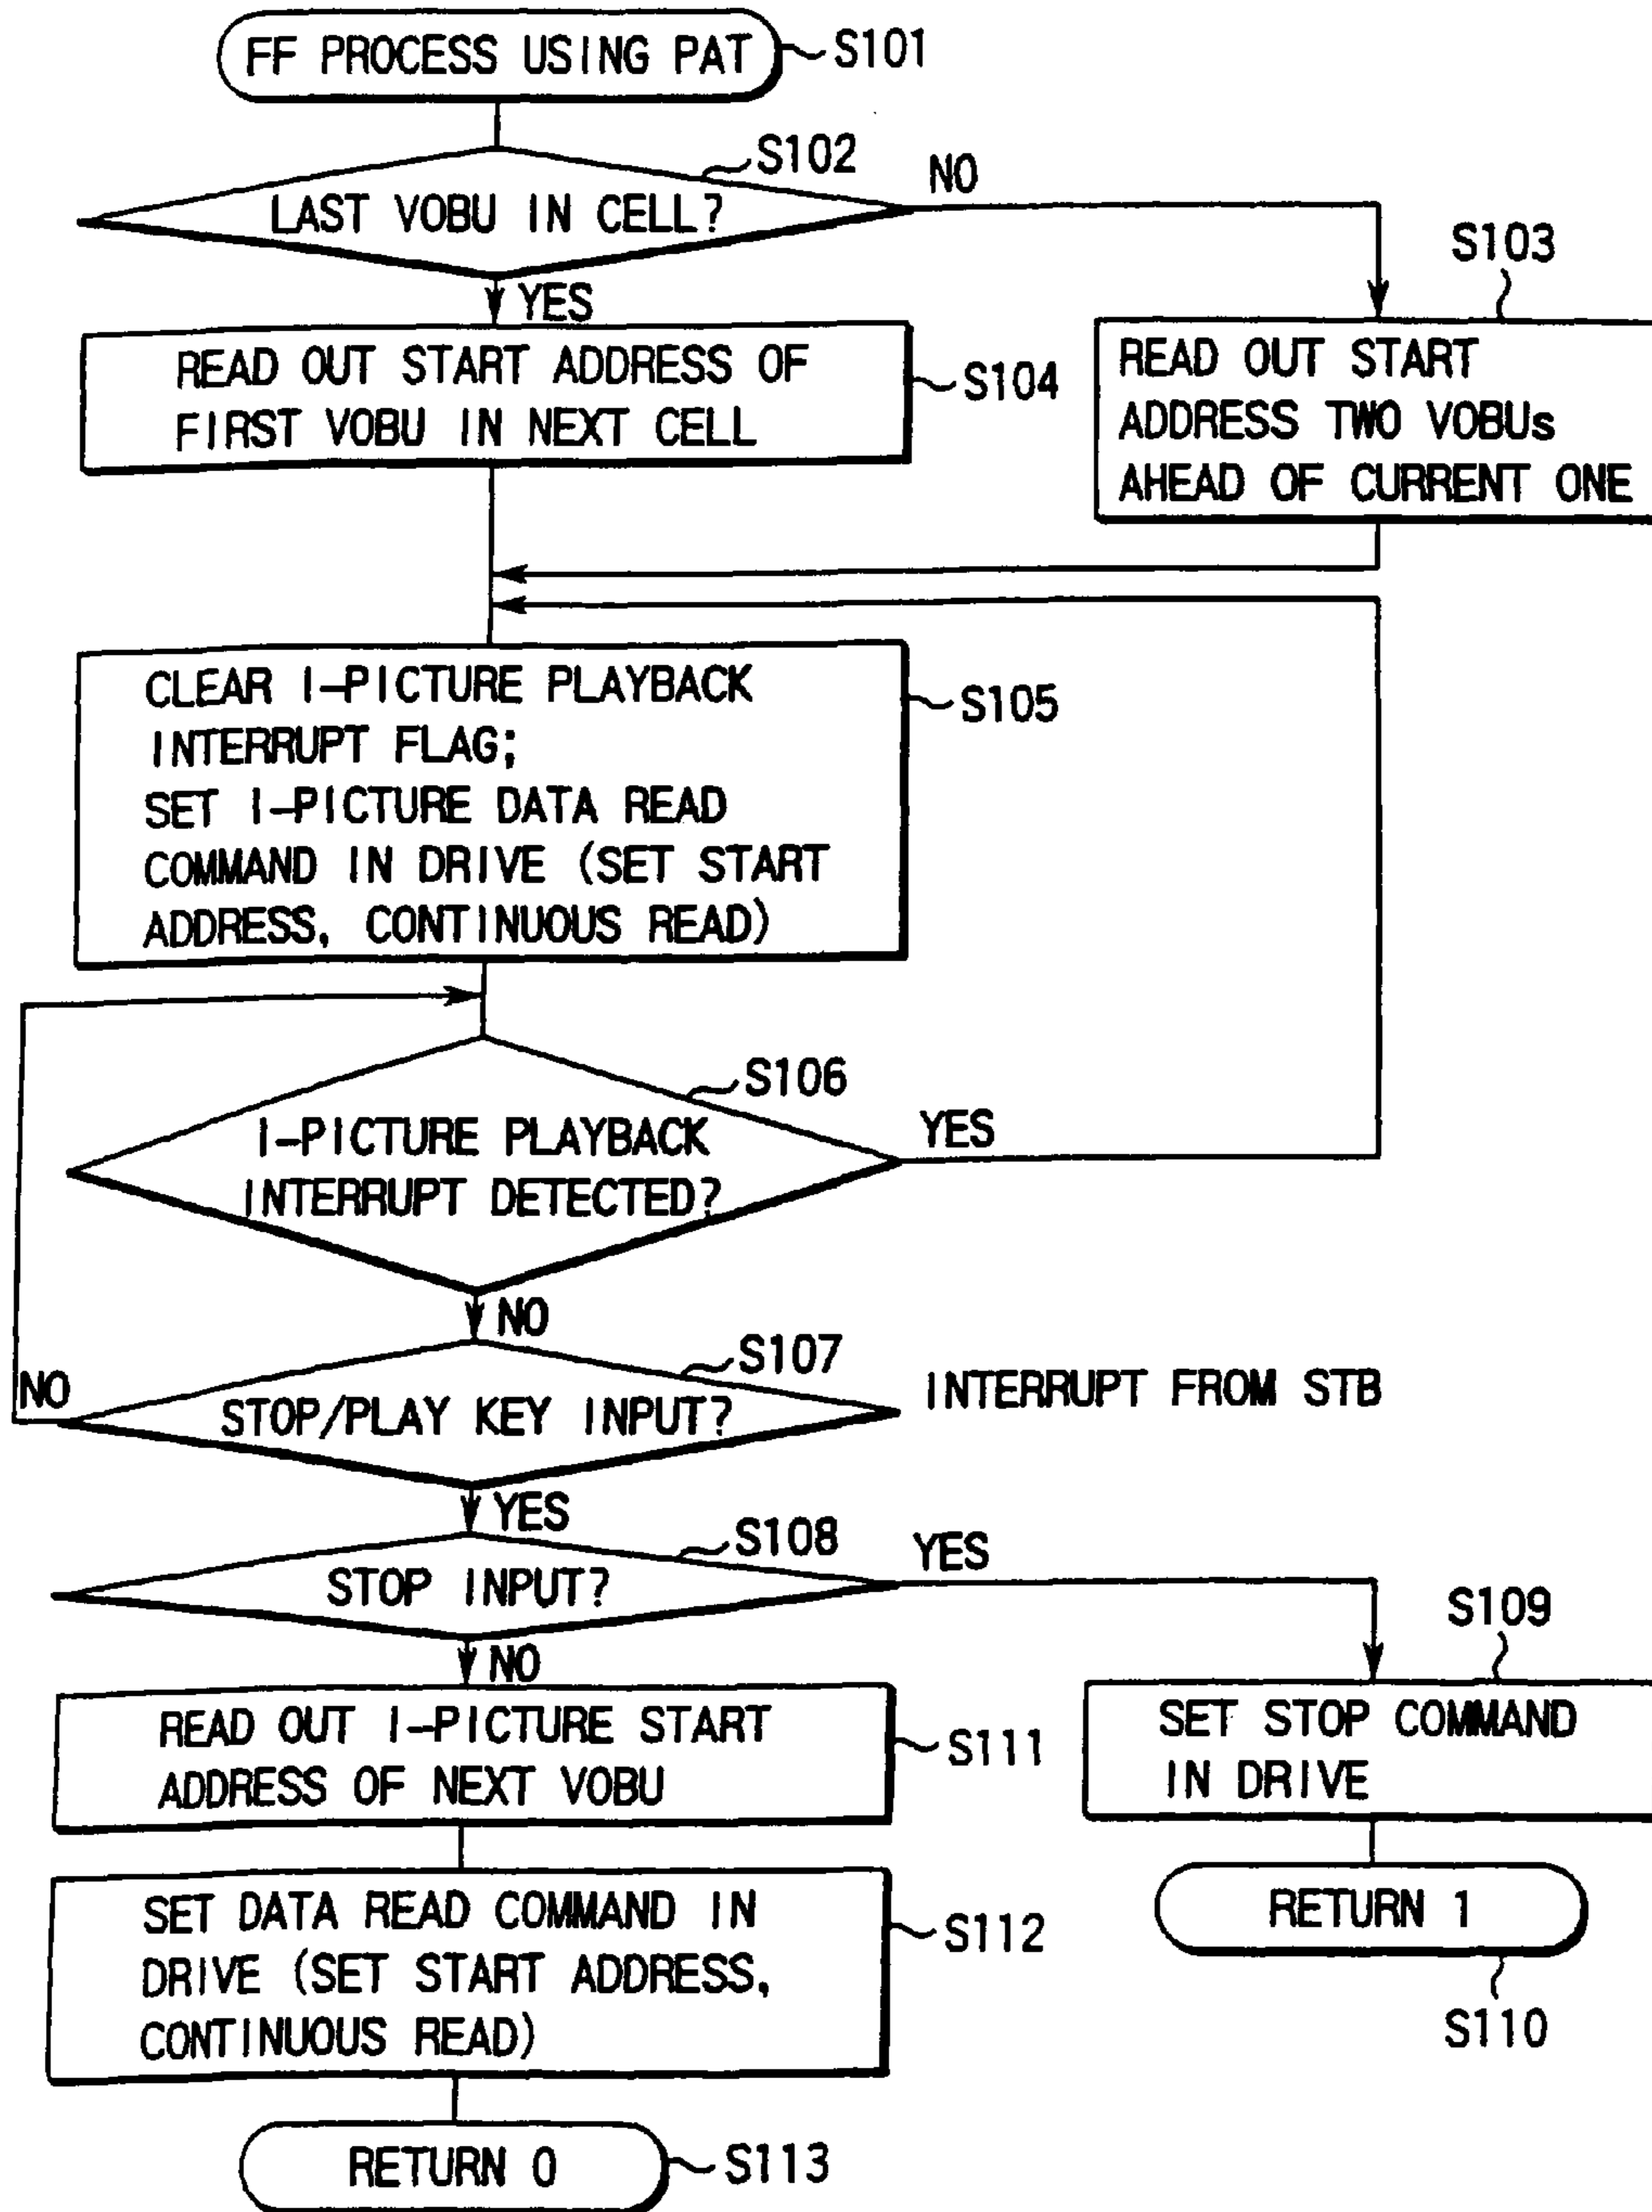 FF PROCESS USING PAT
S101
S102
NO
LAST VOBU IN CELL?
S103
YES
READ OUT START ADDRESS OF
FIRST VOBU IN NEXT CELL
S104
READ OUT START
ADDRESS TWO VOBUs
AHEAD OF CURRENT ONE
CLEAR I-PICTURE PLAYBACK
INTERRUPT FLAG;
SET I-PICTURE DATA READ
COMMAND IN DRIVE (SET START
ADDRESS, CONTINUOUS READ)
S105
S106
I-PICTURE PLAYBACK
INTERRUPT DETECTED?
YES
NO
S107
NO
STOP/PLAY KEY INPUT?
INTERRUPT FROM STB
YES
S108
YES
STOP INPUT?
S109
NO
READ OUT I-PICTURE START
ADDRESS OF NEXT VOBU
S111
SET STOP COMMAND
IN DRIVE
SET DATA READ COMMAND IN
DRIVE (SET START ADDRESS,
CONTINUOUS READ)
S112
RETURN 1
S110
RETURN 0
S113